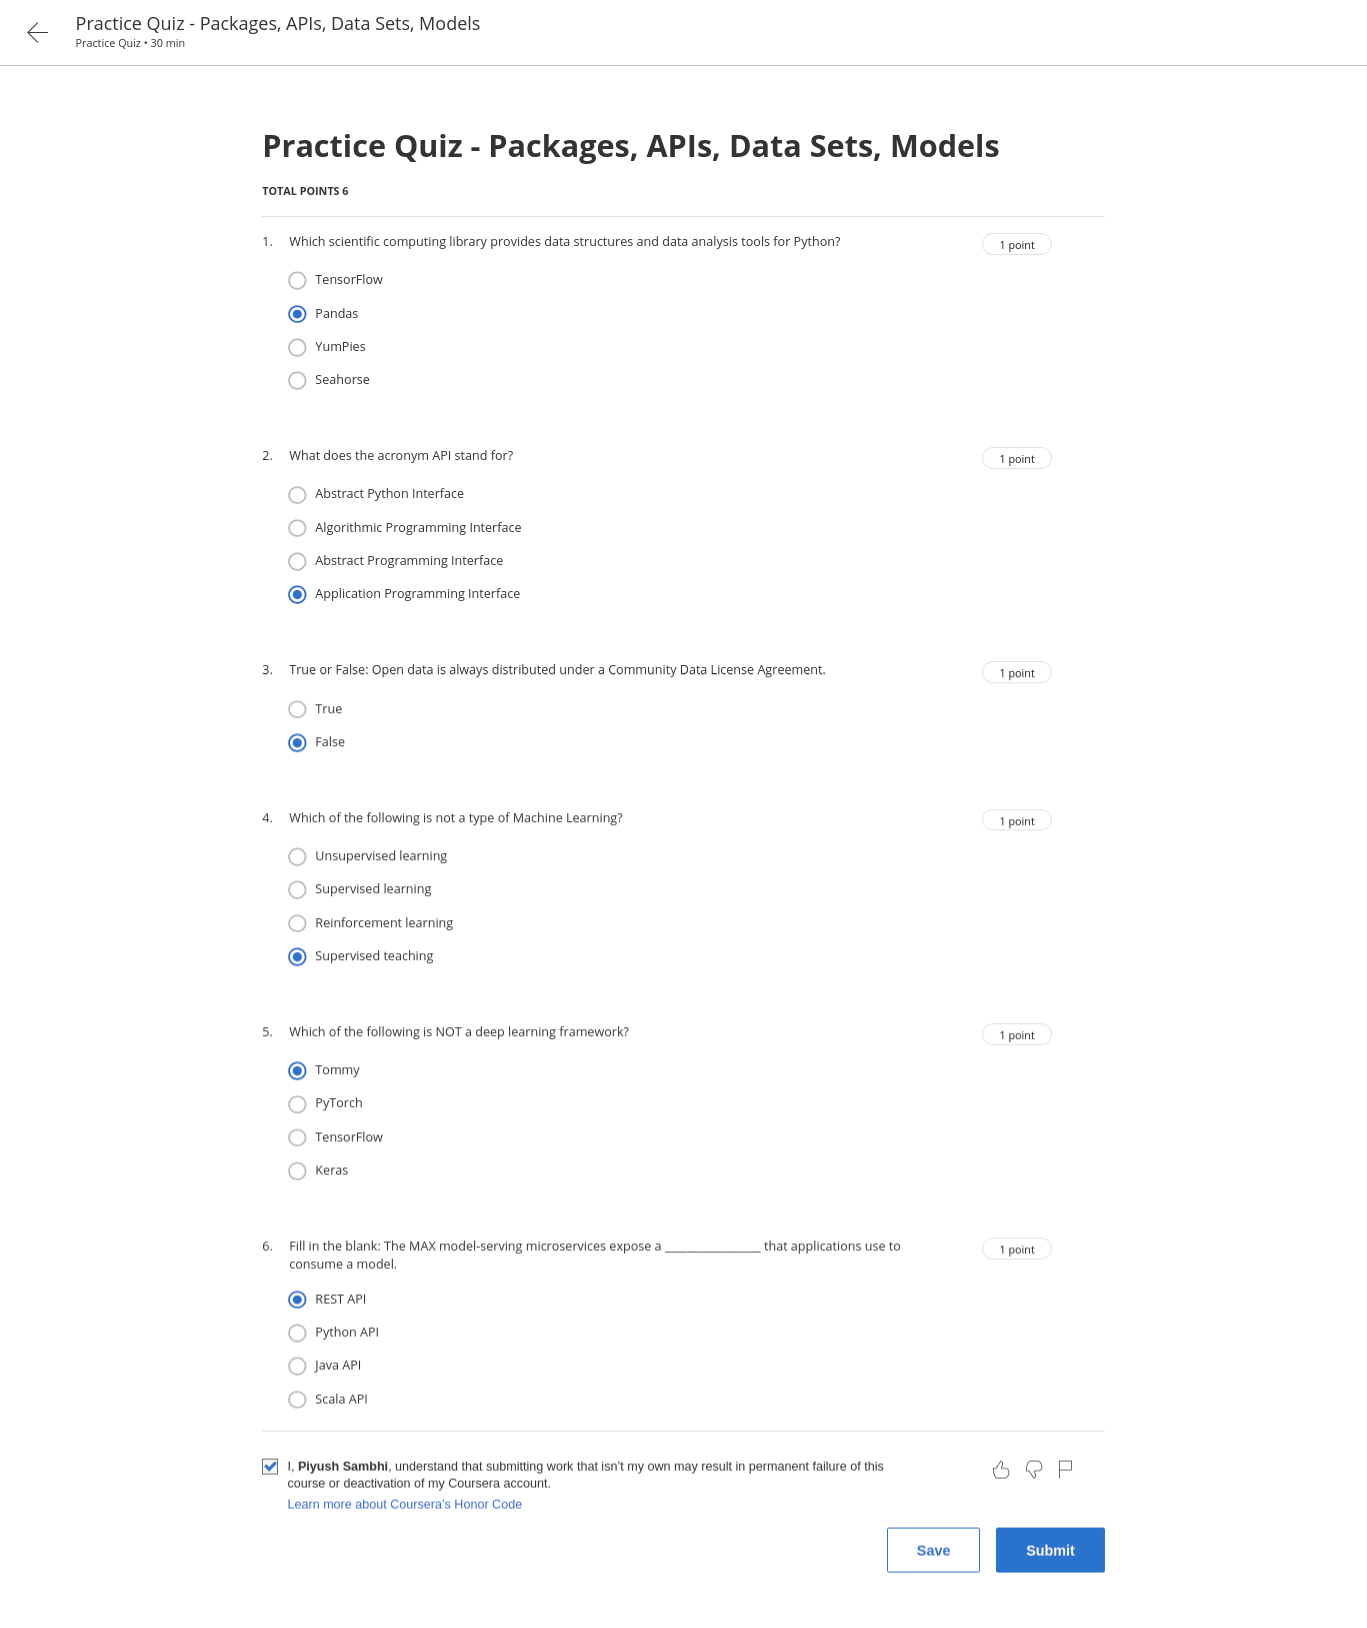 Practice Quiz - Packages, APIs, Data Sets, Models
Practice Quiz • 30 min
Practice Quiz - Packages, APIs, Data Sets, Models
TOTAL POINTS 6
1. Which scientific computing library provides data structures and data analysis tools for Python? 1 point
TensorFlow
Pandas
YumPies
Seahorse
2. What does the acronym API stand for? 1 point
Abstract Python Interface
Algorithmic Programming Interface
Abstract Programming Interface
Application Programming Interface
3. True or False: Open data is always distributed under a Community Data License Agreement. 1 point
True
False
4. Which of the following is not a type of Machine Learning? 1 point
Unsupervised learning
Supervised learning
Reinforcement learning
Supervised teaching
5. Which of the following is NOT a deep learning framework? 1 point
Tommy
PyTorch
TensorFlow
Keras
6. Fill in the blank: The MAX model-serving microservices expose a ________________ that applications use to 1 point
consume a model.
REST API
Python API
Java API
Scala API
I, Piyush Sambhi, understand that submitting work that isn't my own may result in permanent failure of this
course or deactivation of my Coursera account.
Learn more about Coursera's Honor Code
Save Submit